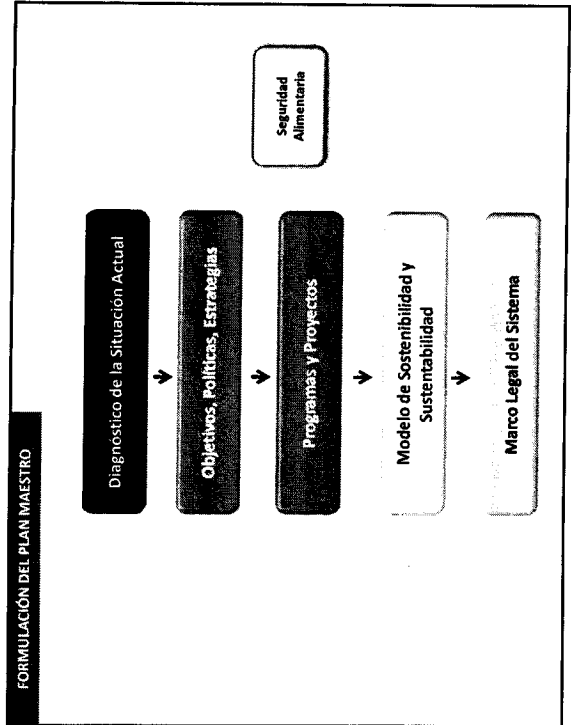 FORMULACIÓN DEL PLAN MAESTRO
Diagnóstico de la Situación Actual
Objetivos, Políticas, Estrategias
Programas y Proyectos
Modelo de Sostenibilidad y
Sustentabilidad
Marco Legal del Sistema
Seguridad
Alimentaria